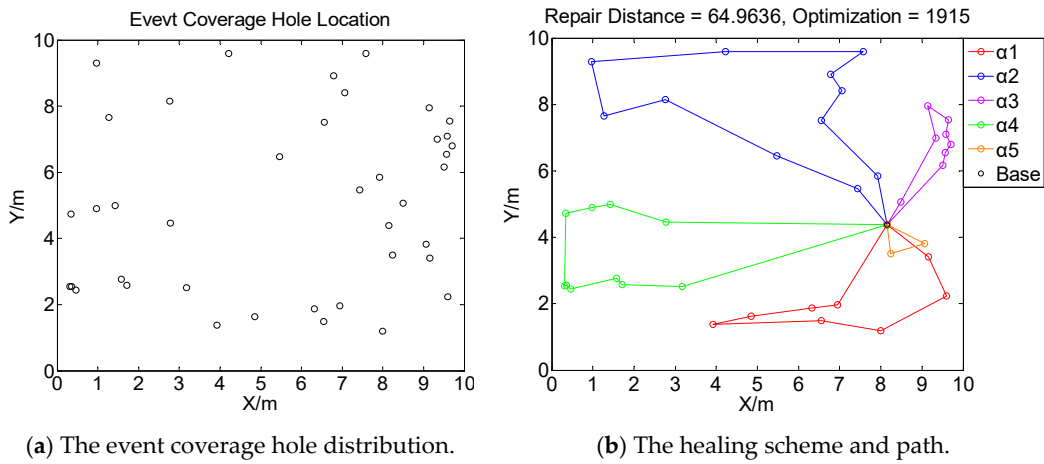 Evevt Coverage Hole Location
10
8
6
4
2
0
Y/m
0 1 2 3 4 5 6 7 8 9 10
X/m
(a) The event coverage hole distribution.
Repair Distance = 64.9636, Optimization = 1915
10
8
6
4
2
0
Y/m
0 1 2 3 4 5 6 7 8 9 10
X/m
α1
α2
α3
α4
α5
Base
(b) The healing scheme and path.